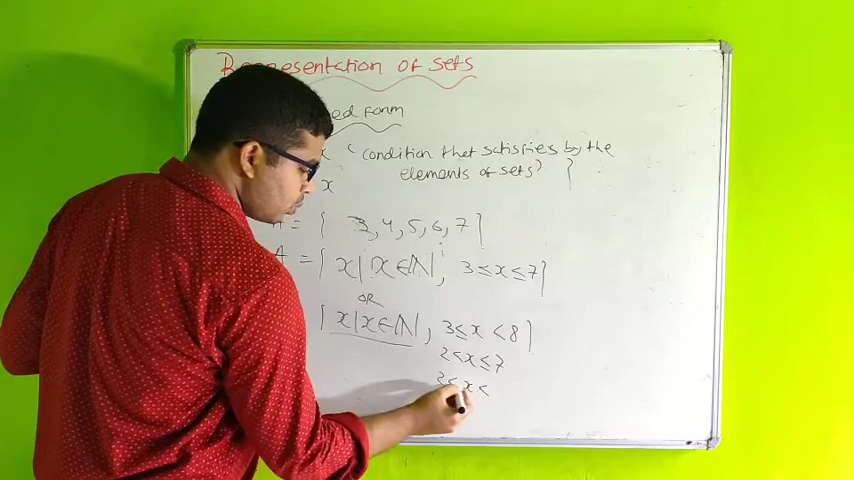 Representation of Sets
ed form
x (condition that satisfies by the
elements of sets) }
x
A = { 3, 4, 5, 6, 7 }
A = { x | x ∈ ℕ, 3 ≤ x ≤ 7 }
OR
{ x | x ∈ ℕ, 3 ≤ x < 8 }
2 < x ≤ 7
2 < x <